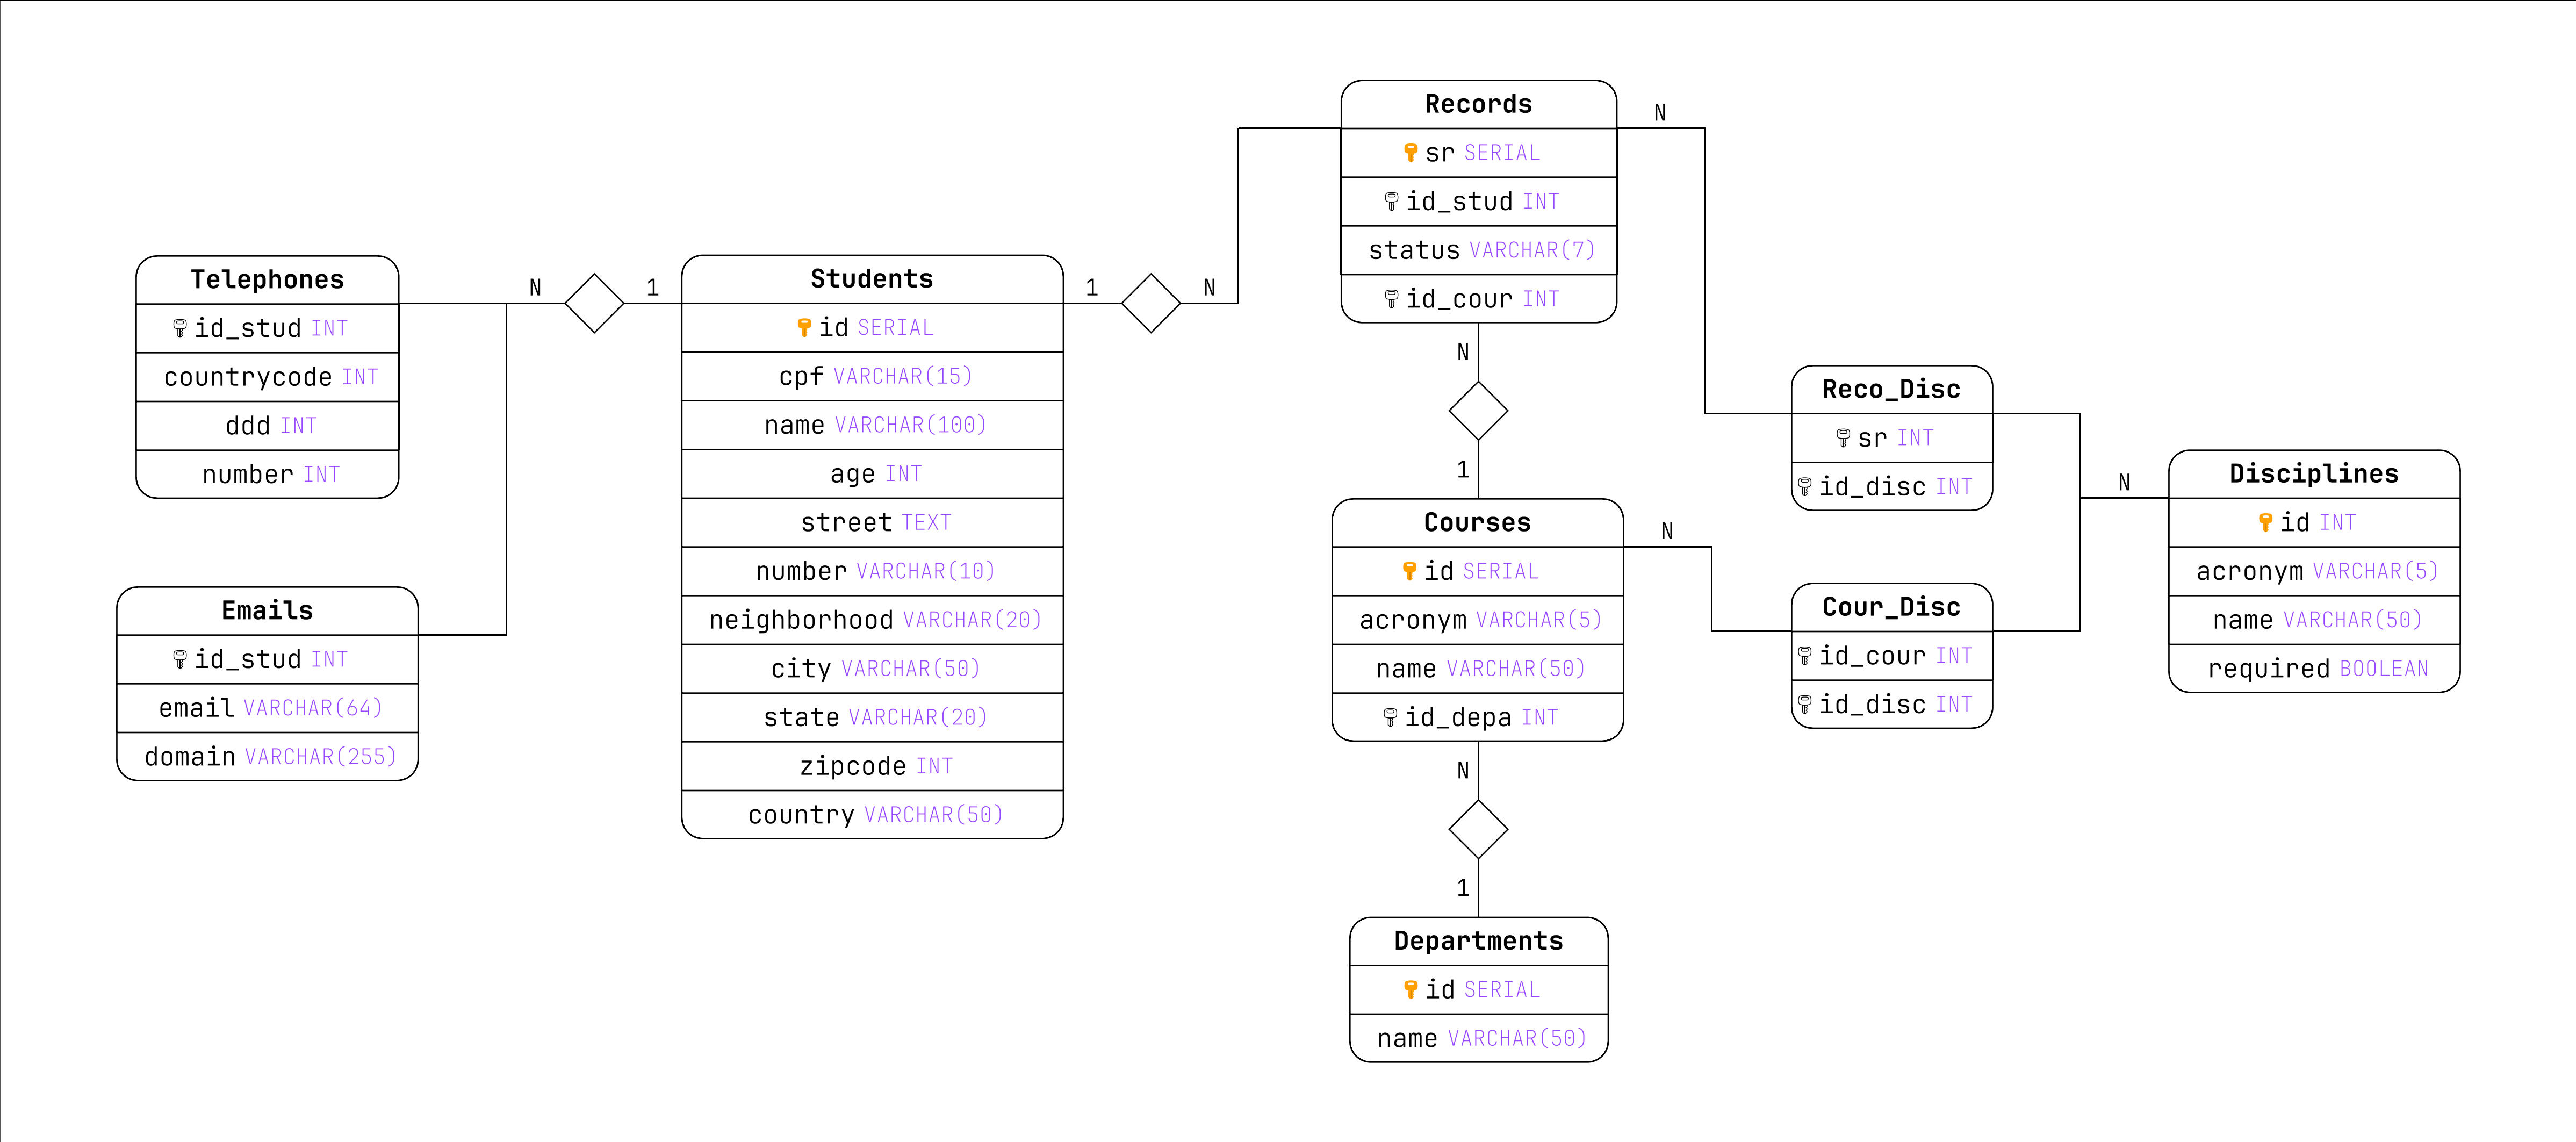 Telephones
id_stud INT
countrycode INT
ddd INT
number INT
Emails
id_stud INT
email VARCHAR(64)
domain VARCHAR(255)
N
1
Students
id SERIAL
cpf VARCHAR(15)
name VARCHAR(100)
age INT
street TEXT
number VARCHAR(10)
neighborhood VARCHAR(20)
city VARCHAR(50)
state VARCHAR(20)
zipcode INT
country VARCHAR(50)
1
N
Records
sr SERIAL
id_stud INT
status VARCHAR(7)
id_cour INT
N
N
1
Courses
id SERIAL
acronym VARCHAR(5)
name VARCHAR(50)
id_depa INT
N
N
1
Departments
id SERIAL
name VARCHAR(50)
Reco_Disc
sr INT
id_disc INT
Cour_Disc
id_cour INT
id_disc INT
N
Disciplines
id INT
acronym VARCHAR(5)
name VARCHAR(50)
required BOOLEAN